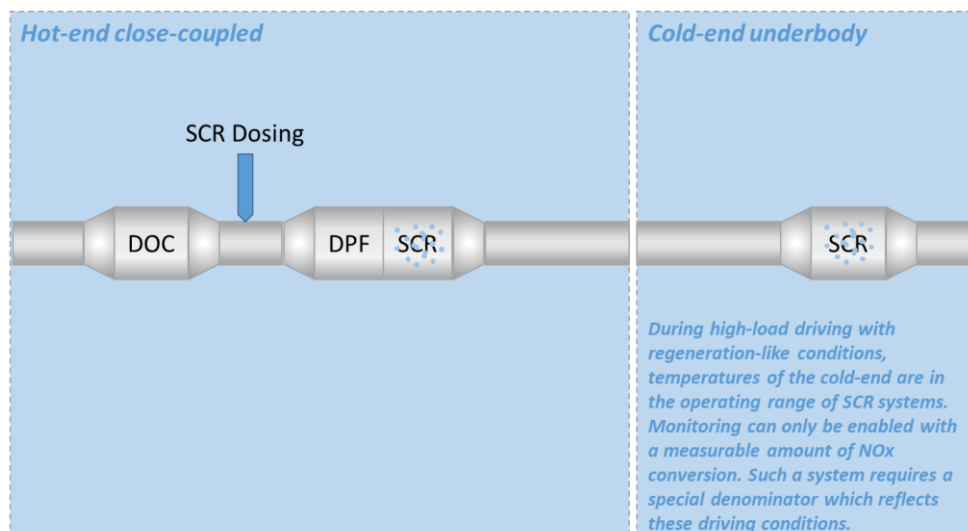 Hot-end close-coupled
Cold-end underbody
SCR Dosing
DOC
DPF
SCR
SCR
During high-load driving with
regeneration-like conditions,
temperatures of the cold-end are in
the operating range of SCR systems.
Monitoring can only be enabled with
a measurable amount of NOx
conversion. Such a system requires a
special denominator which reflects
these driving conditions.